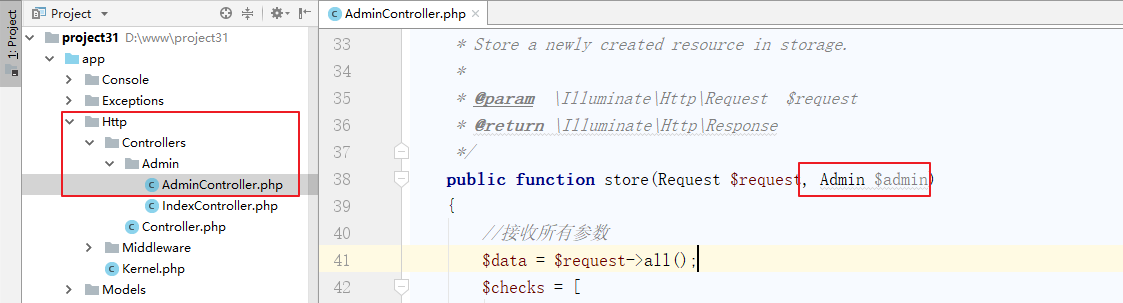 Project
AdminController.php
1: Project
project31 D:\www\project31
app
Console
Exceptions
Http
Controllers
Admin
AdminController.php
IndexController.php
Controller.php
Middleware
Kernel.php
Models
33 * Store a newly created resource in storage.
34 *
35 * @param \Illuminate\Http\Request $request
36 * @return \Illuminate\Http\Response
37 */
38 public function store(Request $request, Admin $admin)
39 {
40 //接收所有参数
41 $data = $request->all();
42 $checks = [